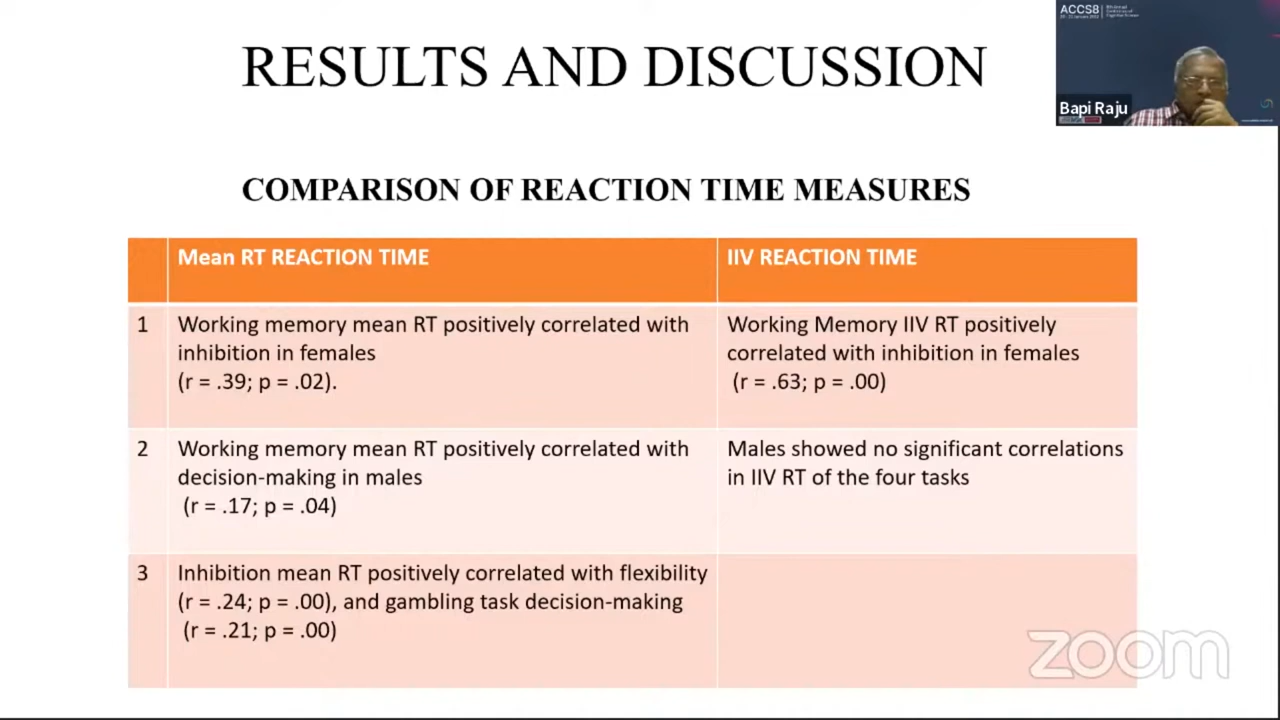 RESULTS AND DISCUSSION
ACCS8
Bapi Raju
COMPARISON OF REACTION TIME MEASURES
Mean RT REACTION TIME
IIV REACTION TIME
1
Working memory mean RT positively correlated with
inhibition in females
(r = .39; p = .02).
Working Memory IIV RT positively
correlated with inhibition in females
(r = .63; p = .00)
2
Working memory mean RT positively correlated with
decision-making in males
(r = .17; p = .04)
Males showed no significant correlations
in IIV RT of the four tasks
3
Inhibition mean RT positively correlated with flexibility
(r = .24; p = .00), and gambling task decision-making
(r = .21; p = .00)
zoom